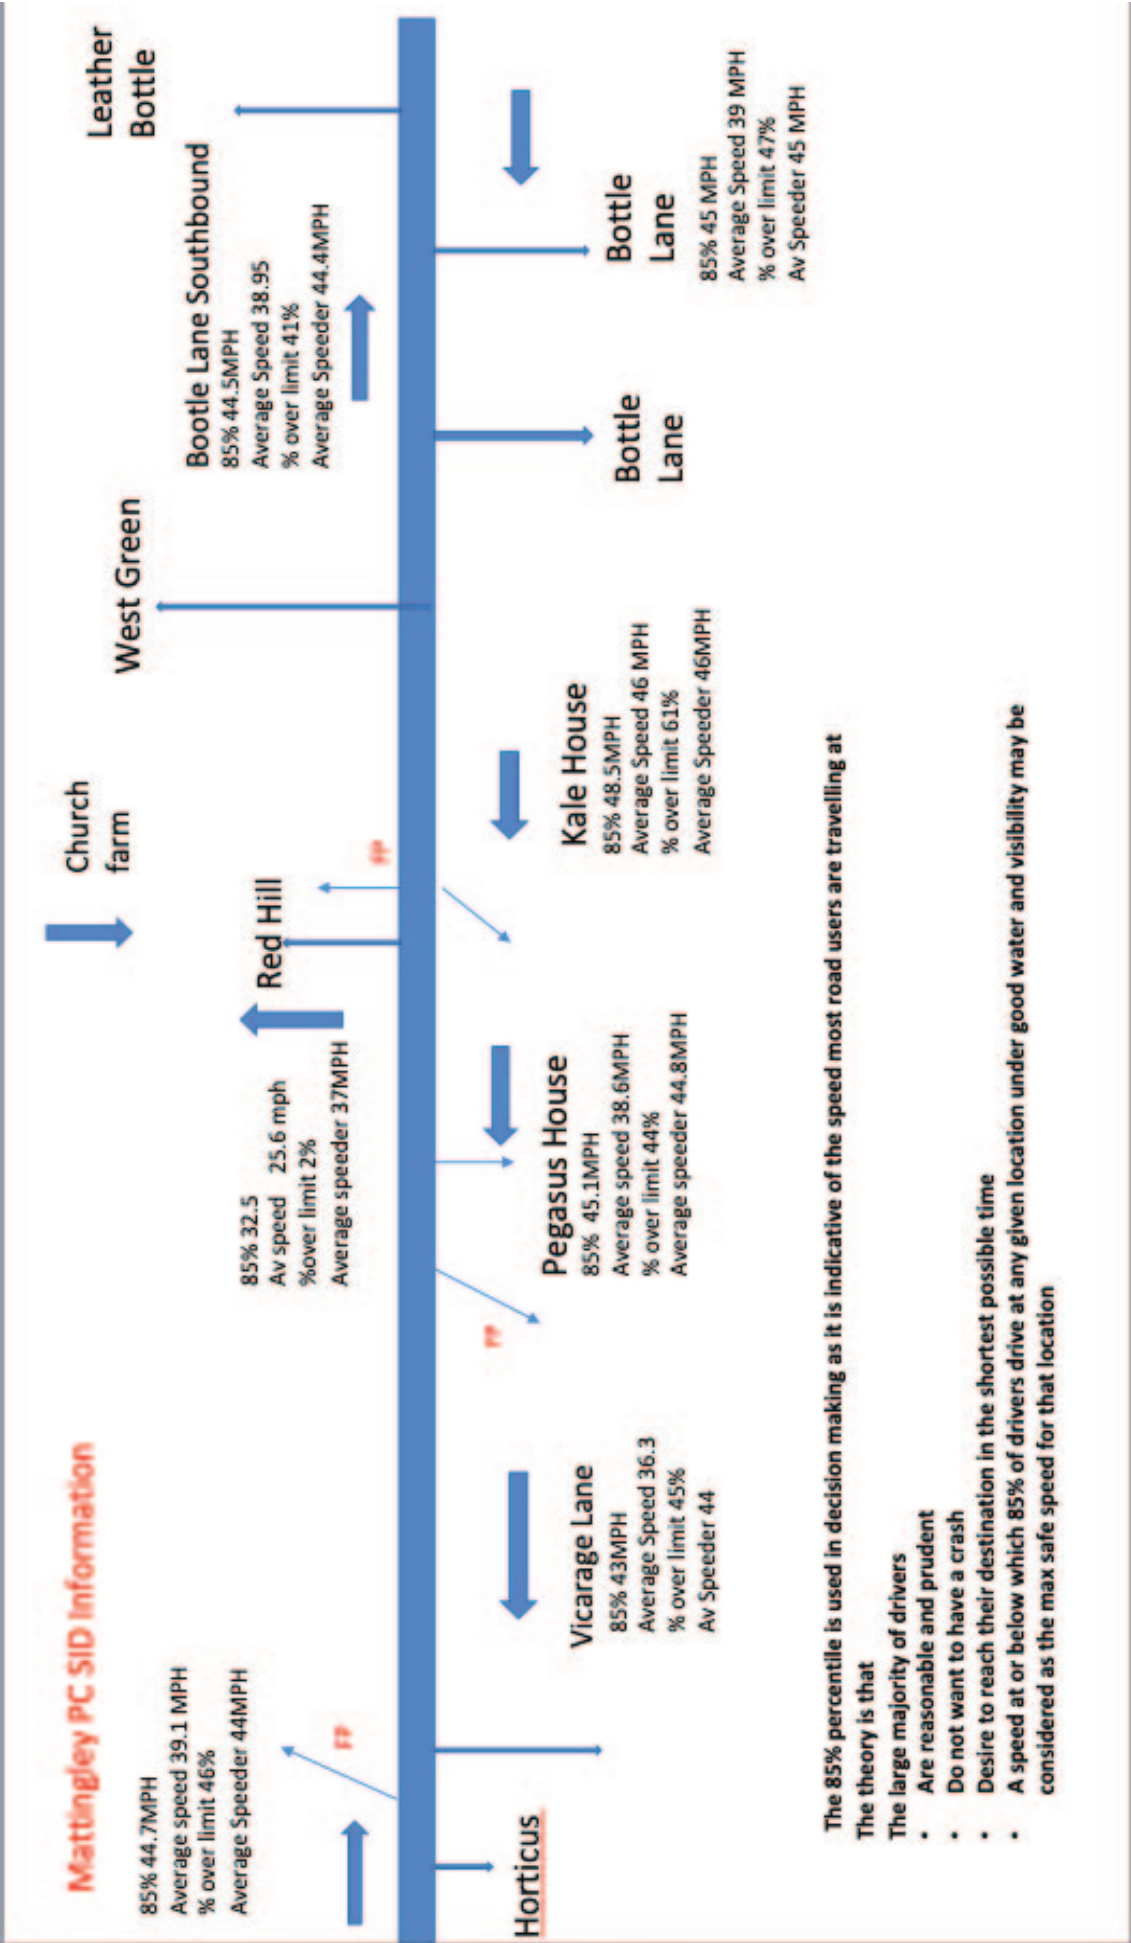 Mattingley PC SID Information
85% 44.7MPH
Average speed 39.1 MPH
% over limit 46%
Average Speeder 44MPH
FP
Horticus
Vicarage Lane
85% 43MPH
Average Speed 36.3
% over limit 45%
Av Speeder 44
FP
85% 32.5
Av speed 25.6 mph
%over limit 2%
Average speeder 37MPH
Red Hill
Pegasus House
85% 45.1MPH
Average speed 38.6MPH
% over limit 44%
Average speeder 44.8MPH
Church
farm
FP
Kale House
85% 48.5MPH
Average Speed 46 MPH
% over limit 61%
Average Speeder 46MPH
West Green
Bottle
Lane
Bootle Lane Southbound
85% 44.5MPH
Average Speed 38.95
% over limit 41%
Average Speeder 44.4MPH
Bottle
Lane
85% 45 MPH
Average Speed 39 MPH
% over limit 47%
Av Speeder 45 MPH
Leather
Bottle
The 85% percentile is used in decision making as it is indicative of the speed most road users are travelling at
The theory is that
The large majority of drivers
• Are reasonable and prudent
• Do not want to have a crash
• Desire to reach their destination in the shortest possible time
• A speed at or below which 85% of drivers drive at any given location under good water and visibility may be
considered as the max safe speed for that location